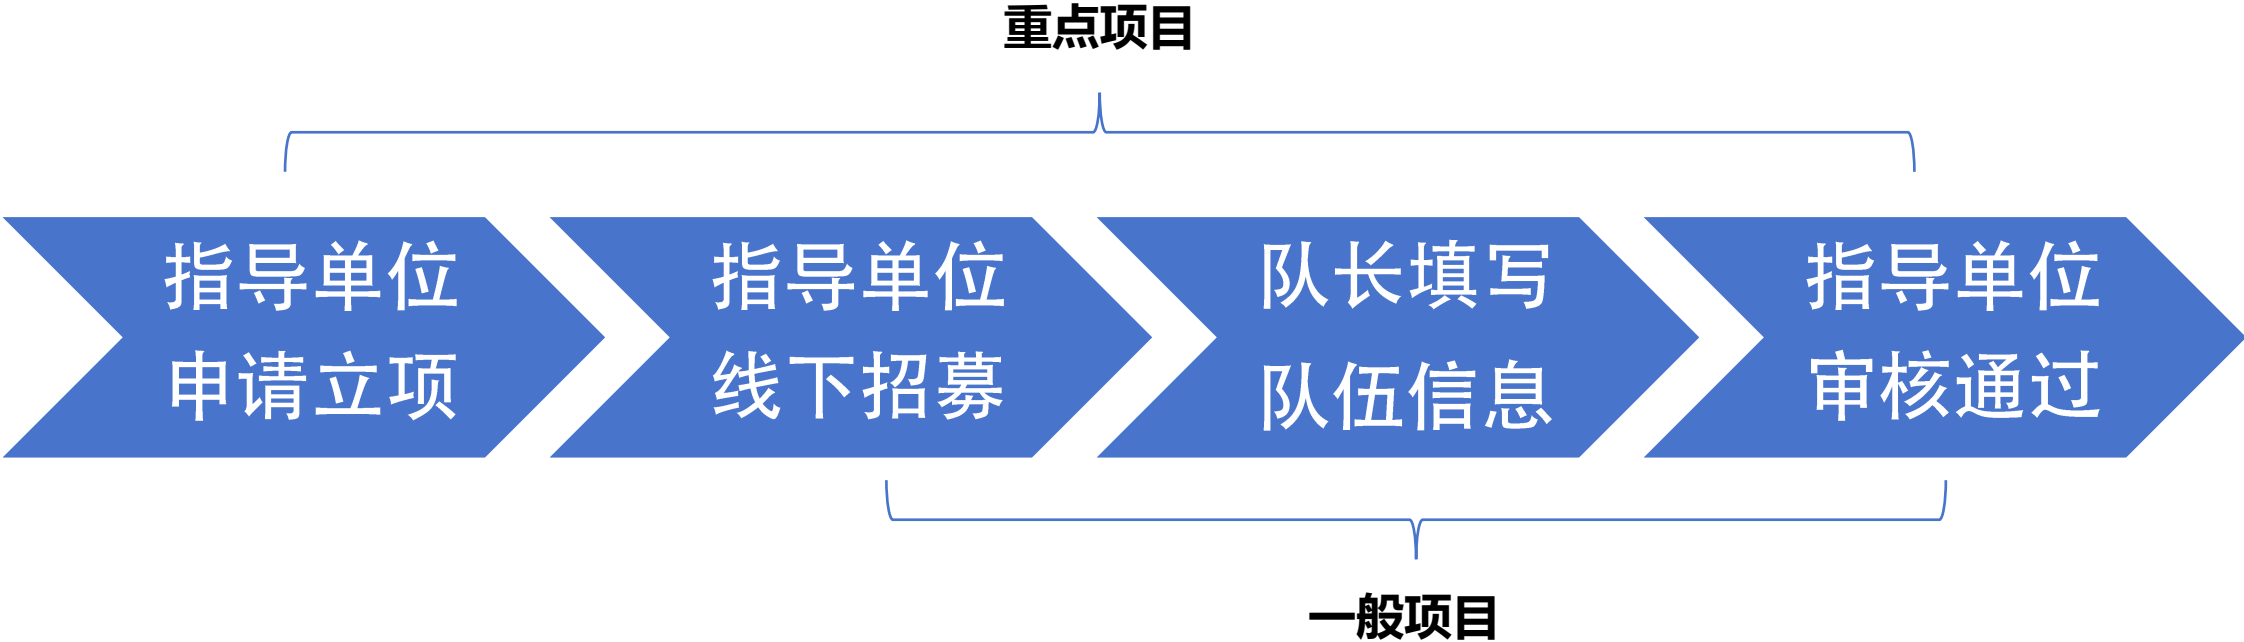 重点项目
指导单位
申请立项
指导单位
线下招募
队长填写
队伍信息
指导单位
审核通过
一般项目